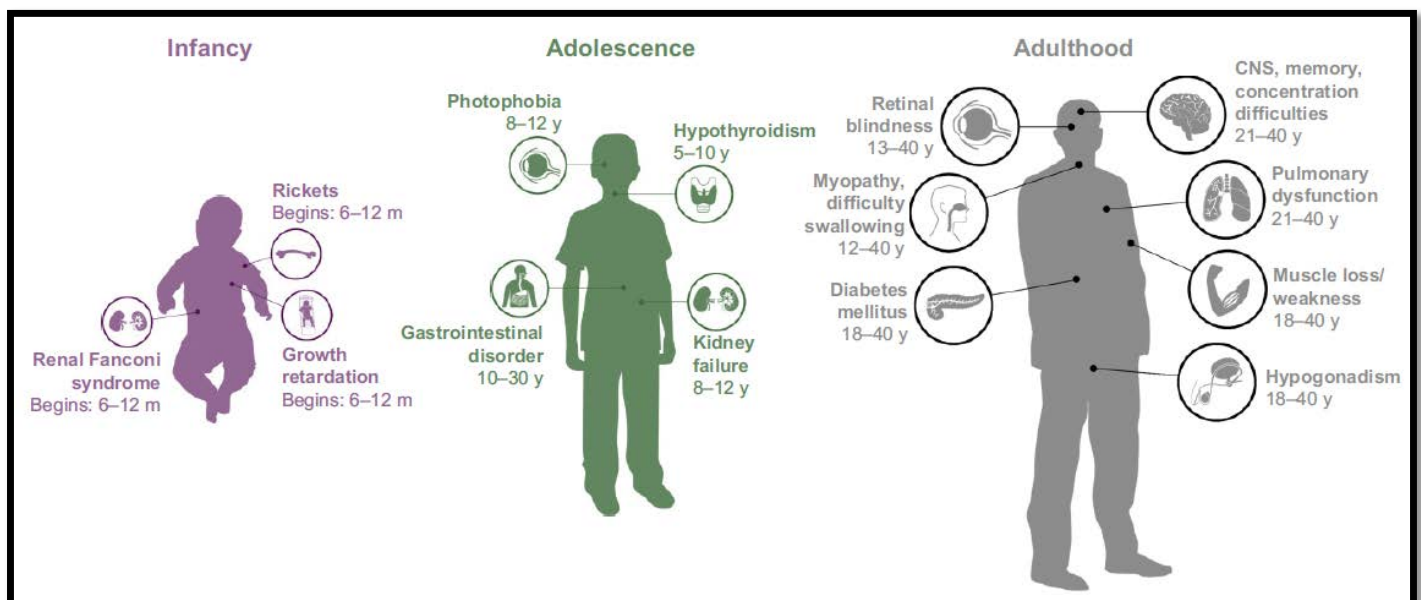 Infancy
Rickets
Begins: 6–12 m
Renal Fanconi
syndrome
Begins: 6–12 m
Growth
retardation
Begins: 6–12 m
Adolescence
Photophobia
8–12 y
Hypothyroidism
5–10 y
Gastrointestinal
disorder
10–30 y
Kidney
failure
8–12 y
Adulthood
Retinal
blindness
13–40 y
CNS, memory,
concentration
difficulties
21–40 y
Myopathy,
difficulty
swallowing
12–40 y
Pulmonary
dysfunction
21–40 y
Diabetes
mellitus
18–40 y
Muscle loss/
weakness
18–40 y
Hypogonadism
18–40 y